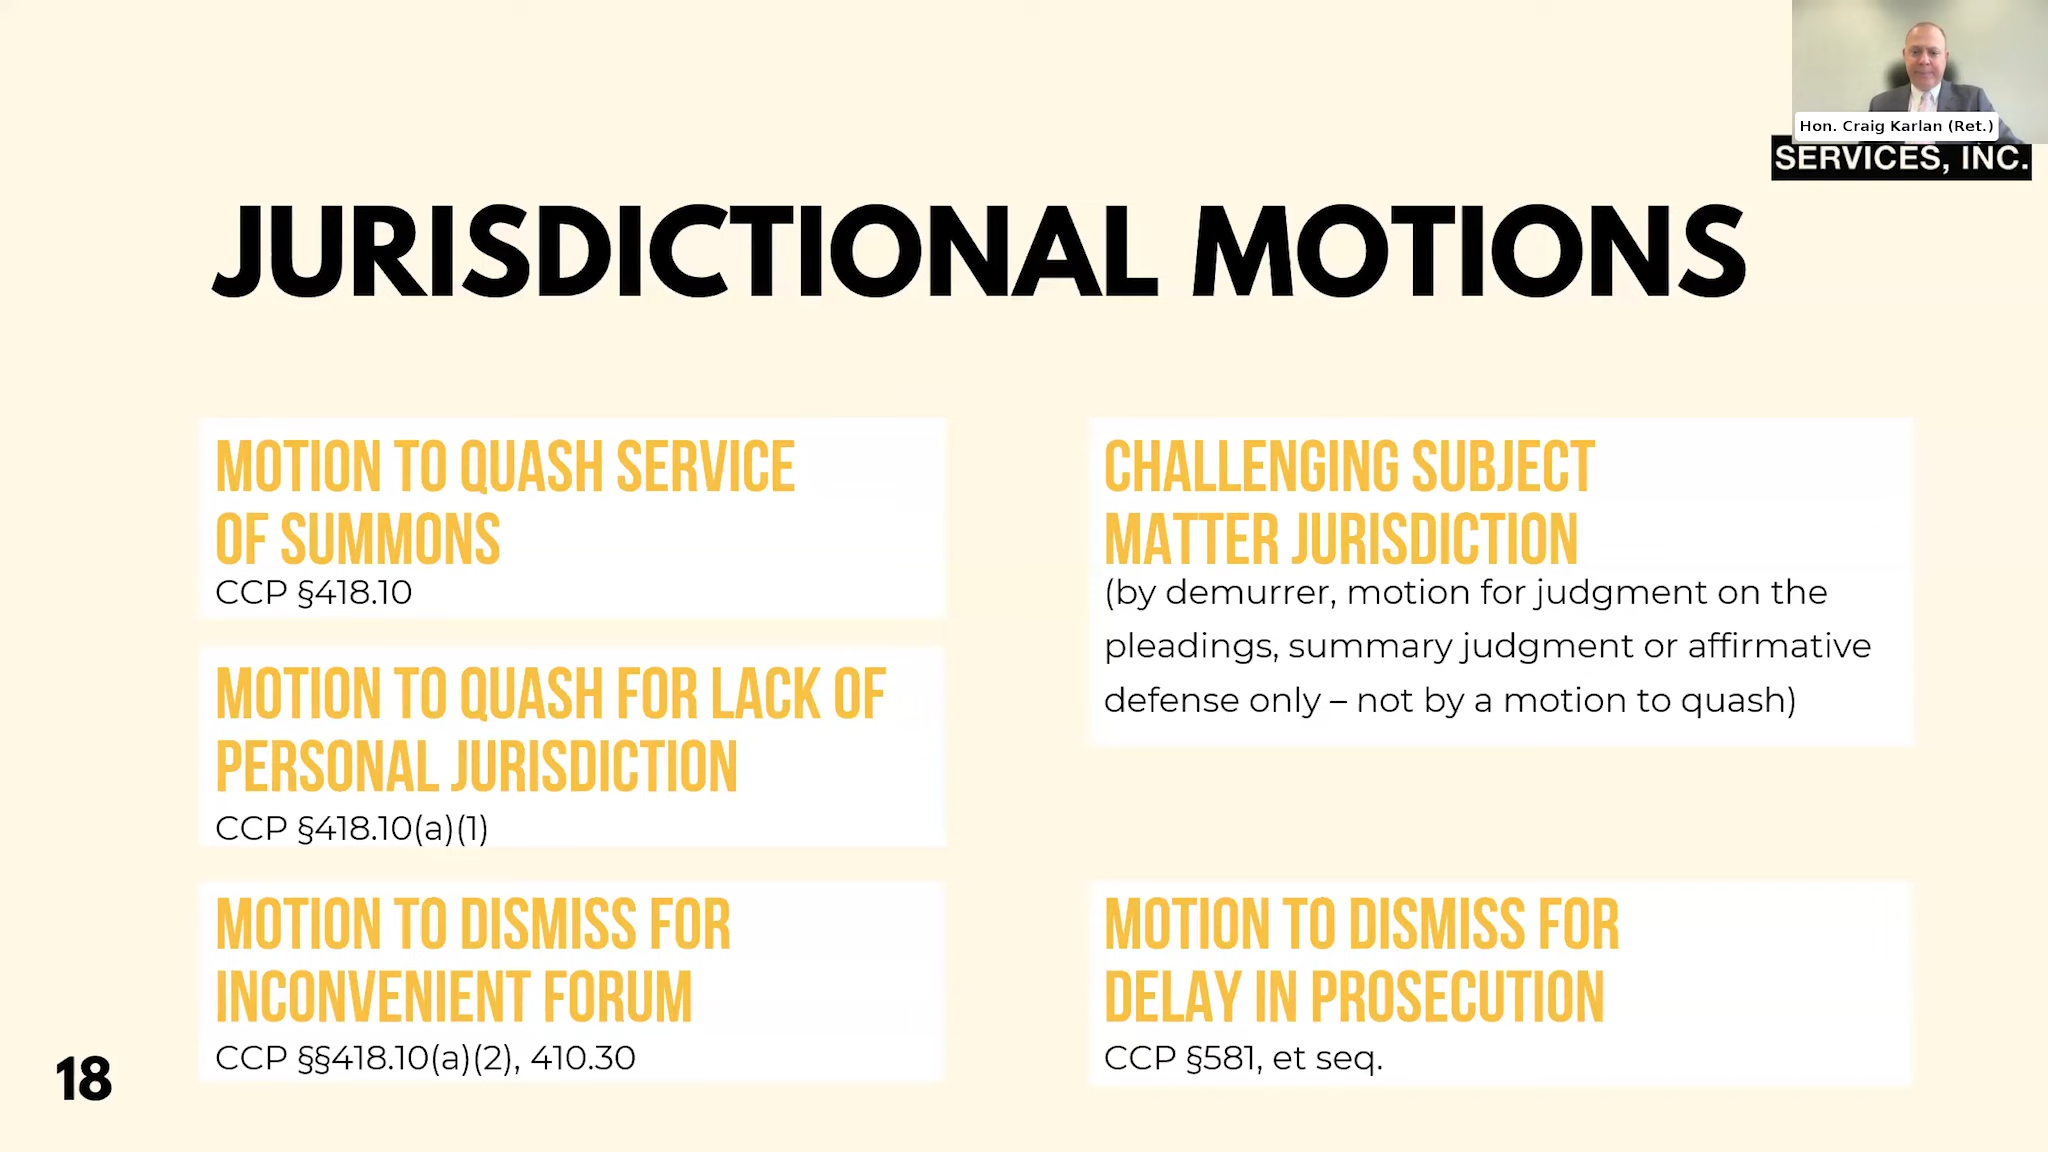 Hon. Craig Karlan (Ret.)
SERVICES, INC.
JURISDICTIONAL MOTIONS
MOTION TO QUASH SERVICE
OF SUMMONS
CCP §418.10
MOTION TO QUASH FOR LACK OF
PERSONAL JURISDICTION
CCP §418.10(a)(1)
MOTION TO DISMISS FOR
INCONVENIENT FORUM
CCP §§418.10(a)(2), 410.30
CHALLENGING SUBJECT
MATTER JURISDICTION
(by demurrer, motion for judgment on the
pleadings, summary judgment or affirmative
defense only – not by a motion to quash)
MOTION TO DISMISS FOR
DELAY IN PROSECUTION
CCP §581, et seq.
18